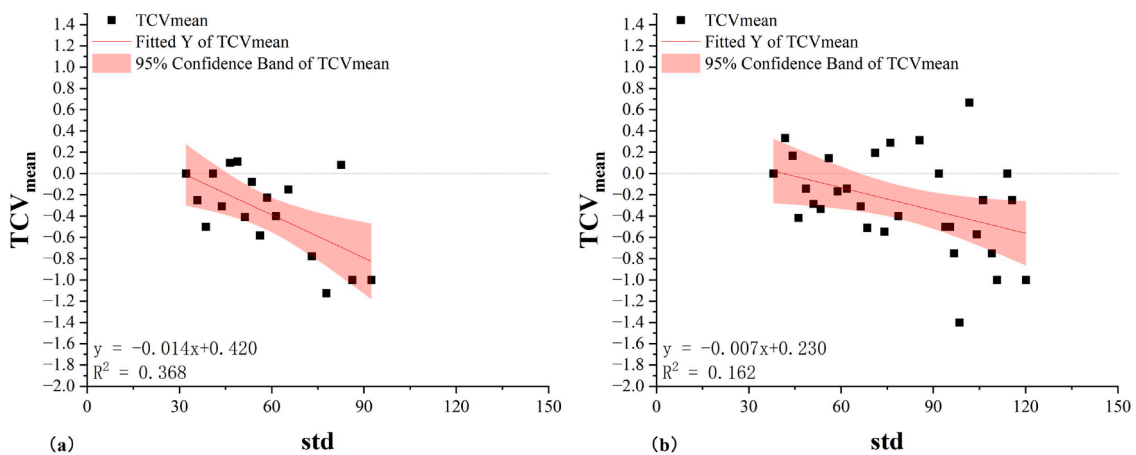 TCVmean
Fitted Y of TCVmean
95% Confidence Band of TCVmean
1.4
1.2
1.0
0.8
0.6
0.4
0.2
0.0
−0.2
−0.4
−0.6
−0.8
−1.0
−1.2
−1.4
−1.6
−1.8
−2.0
TCVmean
y = −0.014x+0.420
R² = 0.368
0 30 60 90 120 150
(a) std
TCVmean
Fitted Y of TCVmean
95% Confidence Band of TCVmean
1.4
1.2
1.0
0.8
0.6
0.4
0.2
0.0
−0.2
−0.4
−0.6
−0.8
−1.0
−1.2
−1.4
−1.6
−1.8
−2.0
TCVmean
y = −0.007x+0.230
R² = 0.162
0 30 60 90 120 150
(b) std